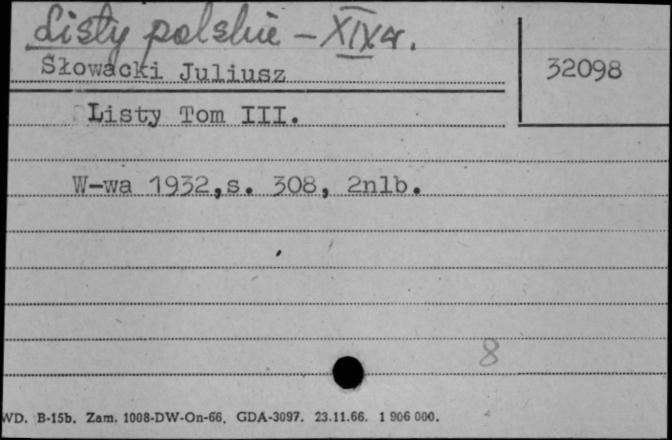 Listy polskie - XIX w.
Słowacki Juliusz
32098
Listy Tom III.
W-wa 1932,s. 308, 2nlb.
8
WD. B-15b. Zam. 1008-DW-On-66. GDA-3097. 23.11.66. 1 906 000.